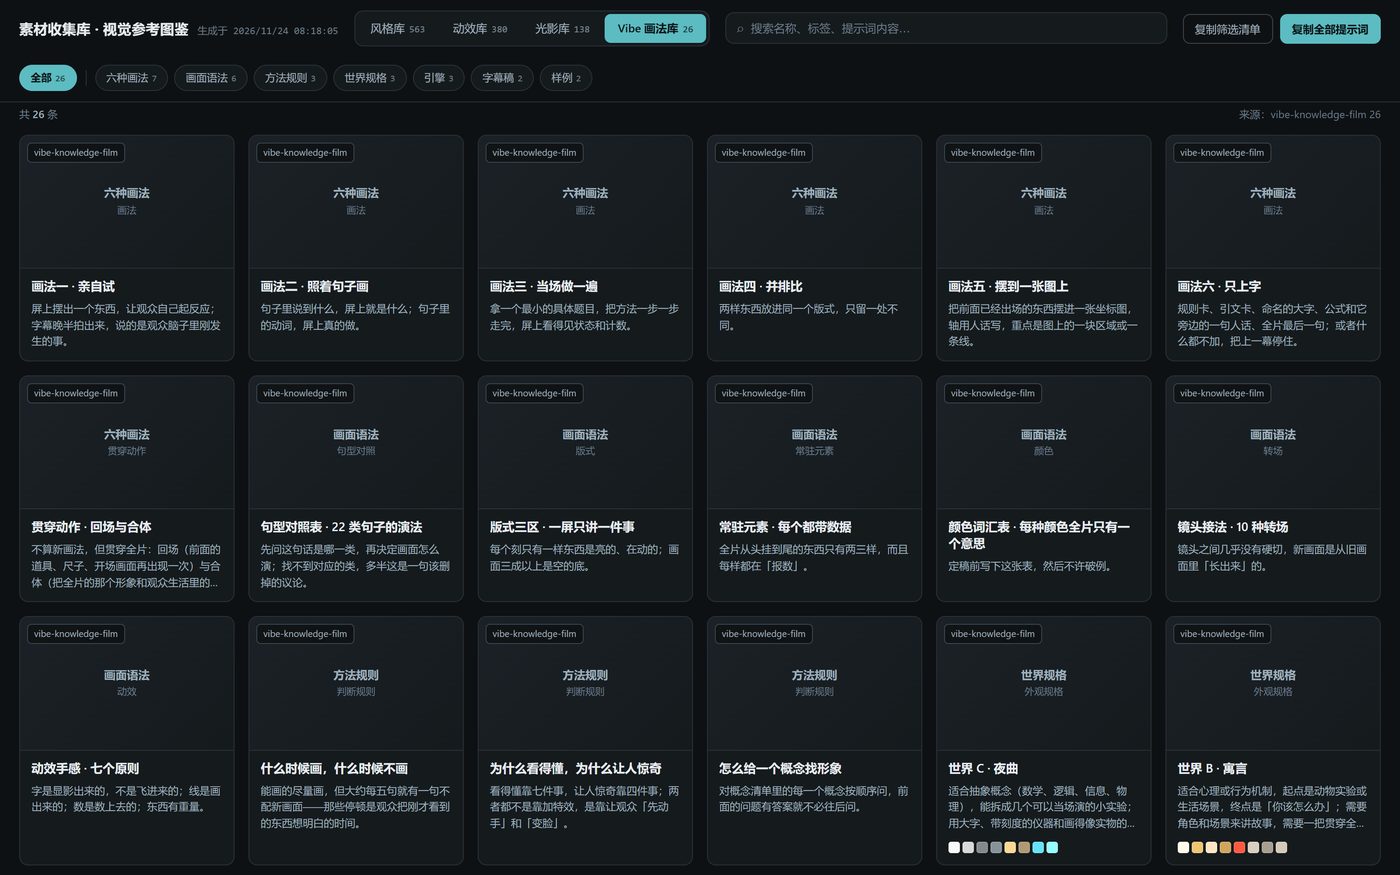 素材收集库 · 视觉参考图鉴 生成于 2026/11/24 08:18:05
风格库 563 动效库 380 光影库 138 Vibe 画法库 26
搜索名称、标签、提示词内容...
复制筛选清单 复制全部提示词
全部 26 六种画法 7 画面语法 6 方法规则 3 世界规格 3 引擎 3 字幕稿 2 样例 2
共 26 条
来源：vibe-knowledge-film 26
vibe-knowledge-film
六种画法
画法
画法一 · 亲自试
屏上摆出一个东西，让观众自己起反应；
字幕晚半拍出来，说的是观众脑子里刚发
生的事。
vibe-knowledge-film
六种画法
画法
画法二 · 照着句子画
句子里说到什么，屏上就是什么；句子里
的动词，屏上真的做。
vibe-knowledge-film
六种画法
画法
画法三 · 当场做一遍
拿一个最小的具体题目，把方法一步一步
走完，屏上看得见状态和计数。
vibe-knowledge-film
六种画法
画法
画法四 · 并排比
两样东西放进同一个版式，只留一处不
同。
vibe-knowledge-film
六种画法
画法
画法五 · 摆到一张图上
把前面已经出场的东西摆进一张坐标图，
轴用人话写，重点是图上的一块区域或一
条线。
vibe-knowledge-film
六种画法
画法
画法六 · 只上字
规则卡、引文卡、命名的大字、公式和它
旁边的一句人话、全片最后一句；或者什
么都不加，把上一幕停住。
vibe-knowledge-film
六种画法
贯穿动作
贯穿动作 · 回场与合体
不算新画法，但贯穿全片：回场（前面的
道具、尺子、开场画面再出现一次）与合
体（把全片的那个形象和观众生活里的...
vibe-knowledge-film
画面语法
句型对照
句型对照表 · 22 类句子的演法
先问这句话是哪一类，再决定画面怎么
演；找不到对应的类，多半这是一句该删
掉的议论。
vibe-knowledge-film
画面语法
版式
版式三区 · 一屏只讲一件事
每个刻只有一样东西是亮的、在动的；画
面三成以上是空的底。
vibe-knowledge-film
画面语法
常驻元素
常驻元素 · 每个都带数据
全片从头挂到尾的东西只有两三样，而且
每样都在「报数」。
vibe-knowledge-film
画面语法
颜色
颜色词汇表 · 每种颜色全片只有一
个意思
定稿前写下这张表，然后不许破例。
vibe-knowledge-film
画面语法
转场
镜头接法 · 10 种转场
镜头之间几乎没有硬切，新画面是从旧画
面里「长出来」的。
vibe-knowledge-film
画面语法
动效
动效手感 · 七个原则
字是显影出来的，不是飞进来的；线是画
出来的；数是数上去的；东西有重量。
vibe-knowledge-film
方法规则
判断规则
什么时候画，什么时候不画
能画的尽量画，但大约每五句就有一句不
配新画面——那些停顿是观众把刚才看到
的东西想明白的时间。
vibe-knowledge-film
方法规则
判断规则
为什么看得懂，为什么让人惊奇
看得懂靠七件事，让人惊奇靠四件事；两
者都不是靠加特效，是靠让观众「先动
手」和「变脸」。
vibe-knowledge-film
方法规则
判断规则
怎么给一个概念找形象
对概念清单里的每一个概念按顺序问，前
面的问题有答案就不必往后问。
vibe-knowledge-film
世界规格
外观规格
世界 C · 夜曲
适合抽象概念（数学、逻辑、信息、物
理），能拆成几个可以当场演的小实验；
用大字、带刻度的仪器和画得像实物的...
vibe-knowledge-film
世界规格
外观规格
世界 B · 寓言
适合心理或行为机制，起点是动物实验或
生活场景，终点是「你该怎么办」；需要
角色和场景来讲故事，需要一把贯穿全...